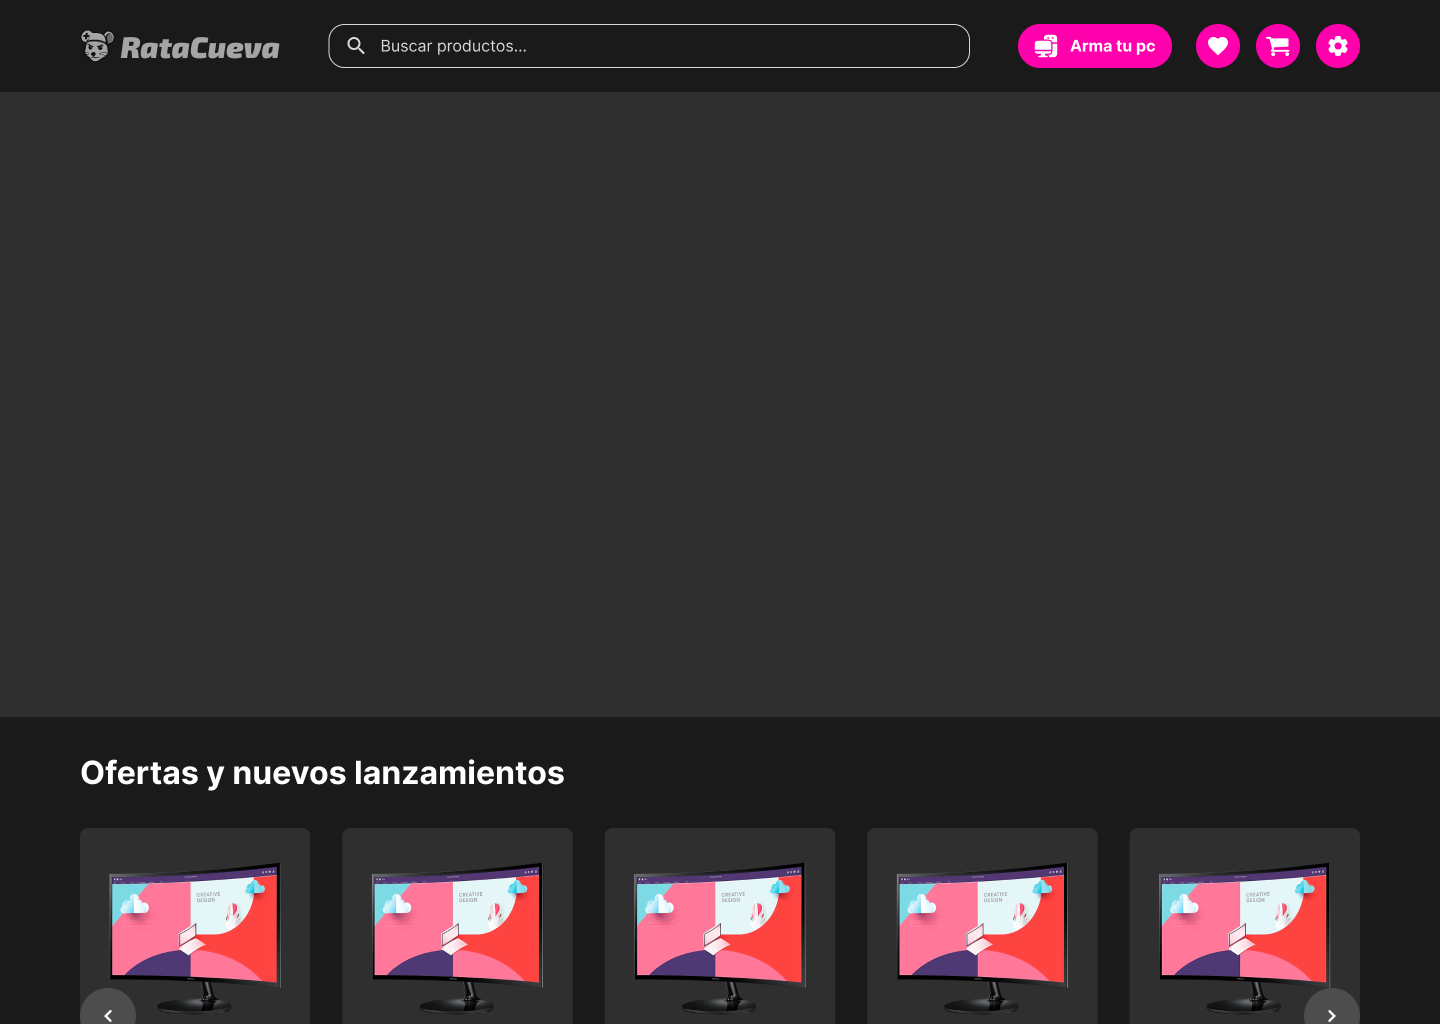 RataCueva
Buscar productos...
Arma tu pc
Ofertas y nuevos lanzamientos
CREATIVE
DESIGN
CREATIVE
DESIGN
CREATIVE
DESIGN
CREATIVE
DESIGN
CREATIVE
DESIGN